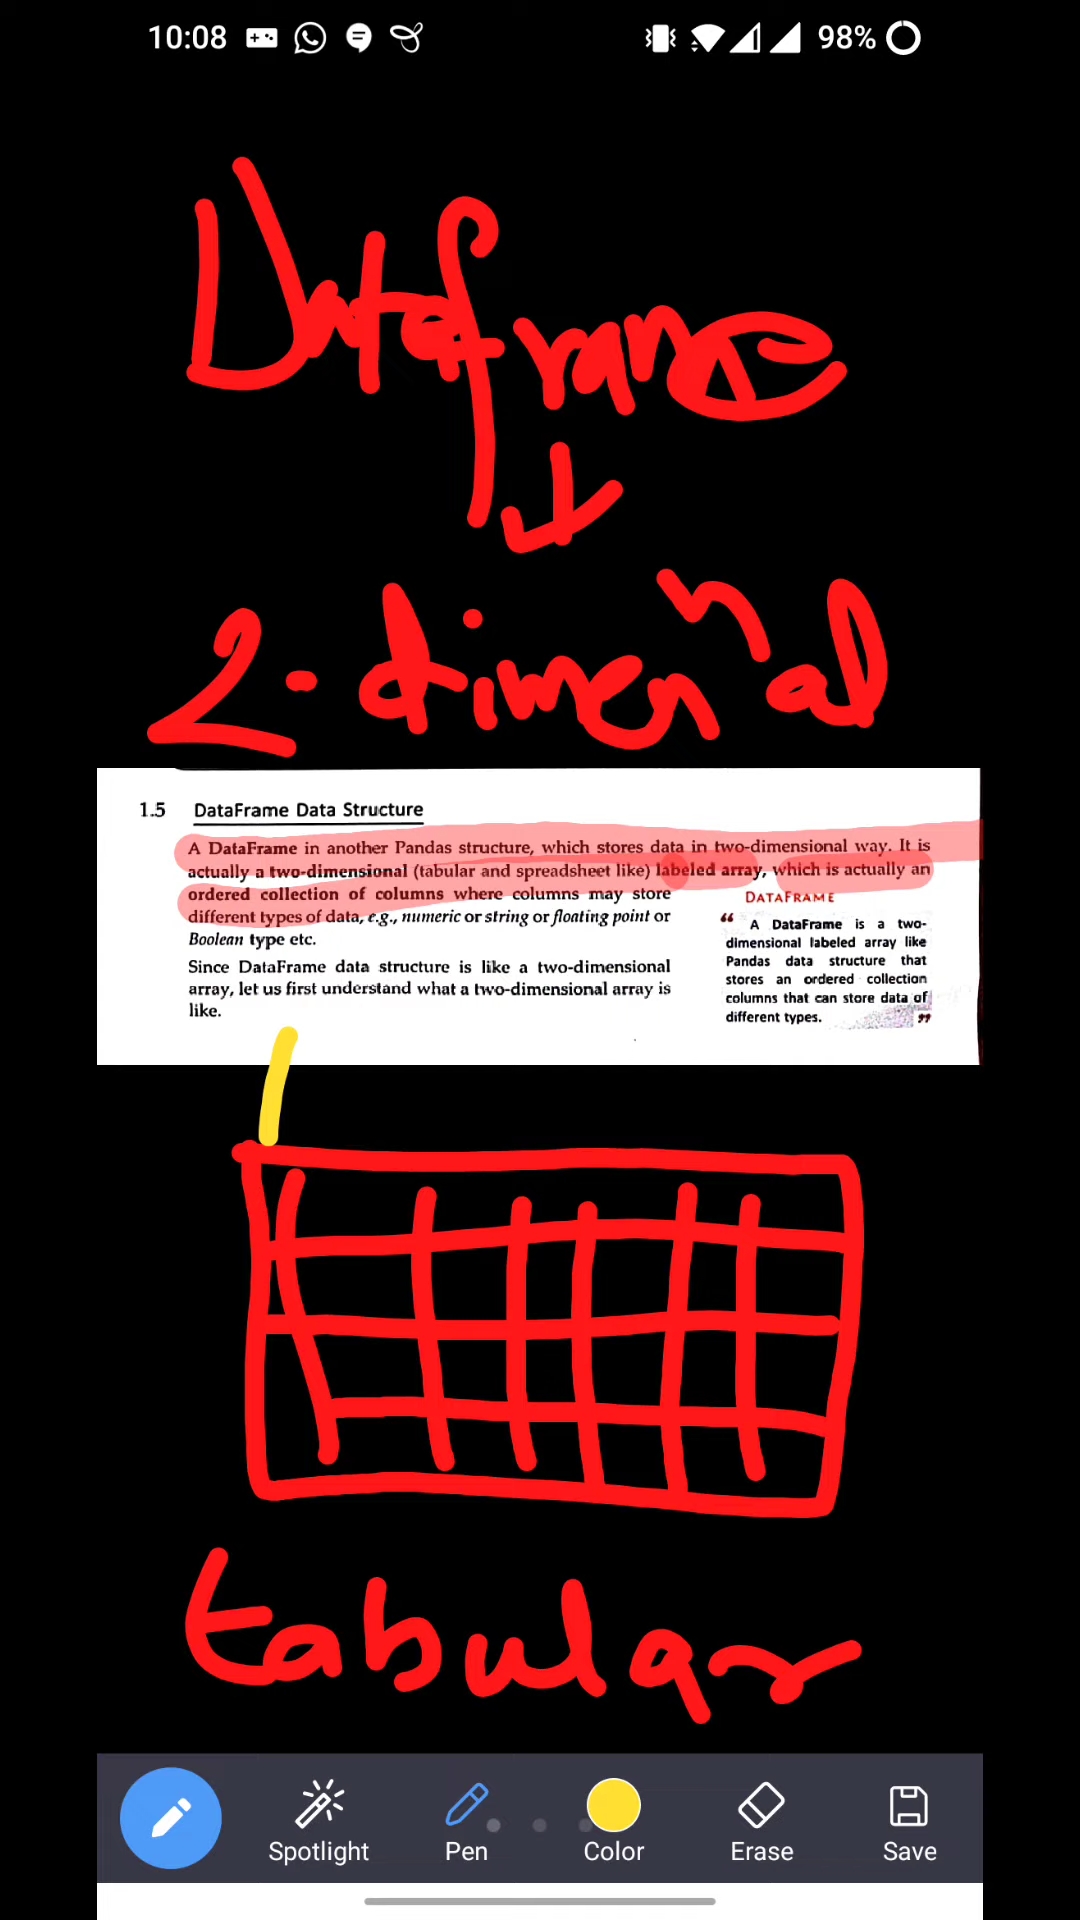 10:08
98%
Dataframe
2-dimennal
1.5 DataFrame Data Structure
A DataFrame in another Pandas structure, which stores data in two-dimensional way. It is
actually a two-dimensional (tabular and spreadsheet like) labeled array, which is actually an
ordered collection of columns where columns may store
different types of data, e.g., numeric or string or floating point or
Boolean type etc.
Since DataFrame data structure is like a two-dimensional
array, let us first understand what a two-dimensional array is
like.
DATAFRAME
“ A DataFrame is a two-
dimensional labeled array like
Pandas data structure that
stores an ordered collection
columns that can store data of
different types. ”
tabular
Spotlight Pen Color Erase Save